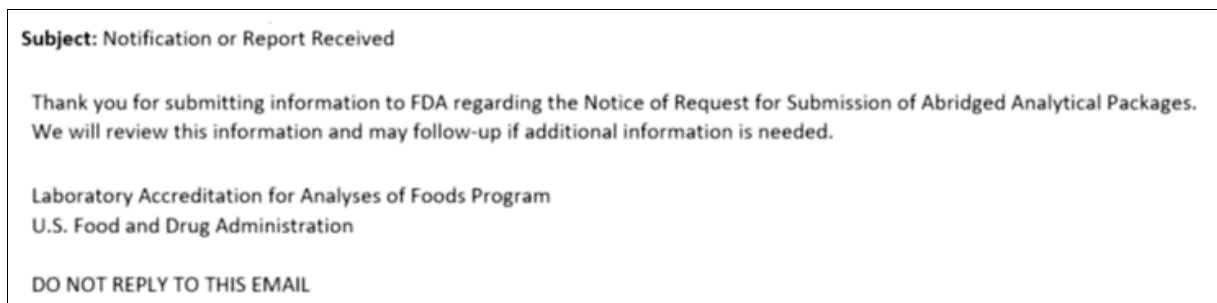 Subject: Notification or Report Received
Thank you for submitting information to FDA regarding the Notice of Request for Submission of Abridged Analytical Packages.
We will review this information and may follow-up if additional information is needed.
Laboratory Accreditation for Analyses of Foods Program
U.S. Food and Drug Administration
DO NOT REPLY TO THIS EMAIL